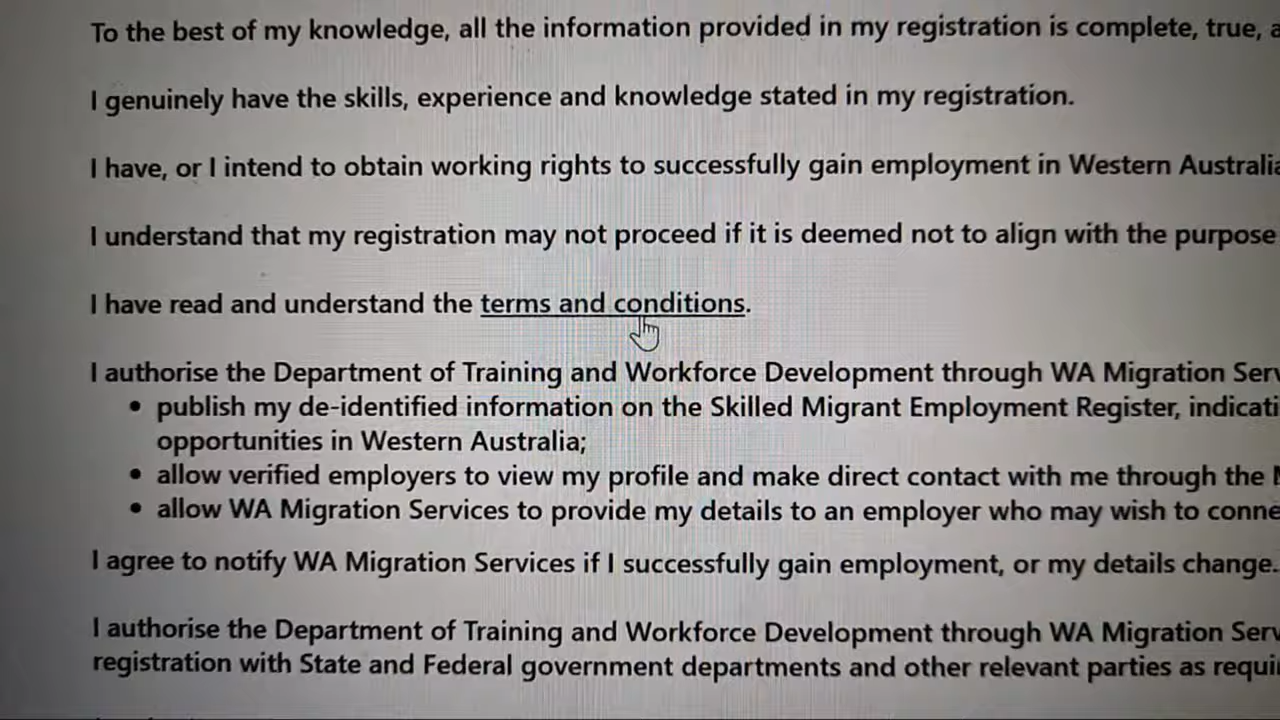 To the best of my knowledge, all the information provided in my registration is complete, true,
I genuinely have the skills, experience and knowledge stated in my registration.
I have, or I intend to obtain working rights to successfully gain employment in Western Australia
I understand that my registration may not proceed if it is deemed not to align with the purpose
I have read and understand the terms and conditions.
I authorise the Department of Training and Workforce Development through WA Migration Serv
• publish my de-identified information on the Skilled Migrant Employment Register, indicati
opportunities in Western Australia;
• allow verified employers to view my profile and make direct contact with me through the
• allow WA Migration Services to provide my details to an employer who may wish to conne
I agree to notify WA Migration Services if I successfully gain employment, or my details change.
I authorise the Department of Training and Workforce Development through WA Migration Serv
registration with State and Federal government departments and other relevant parties as requi